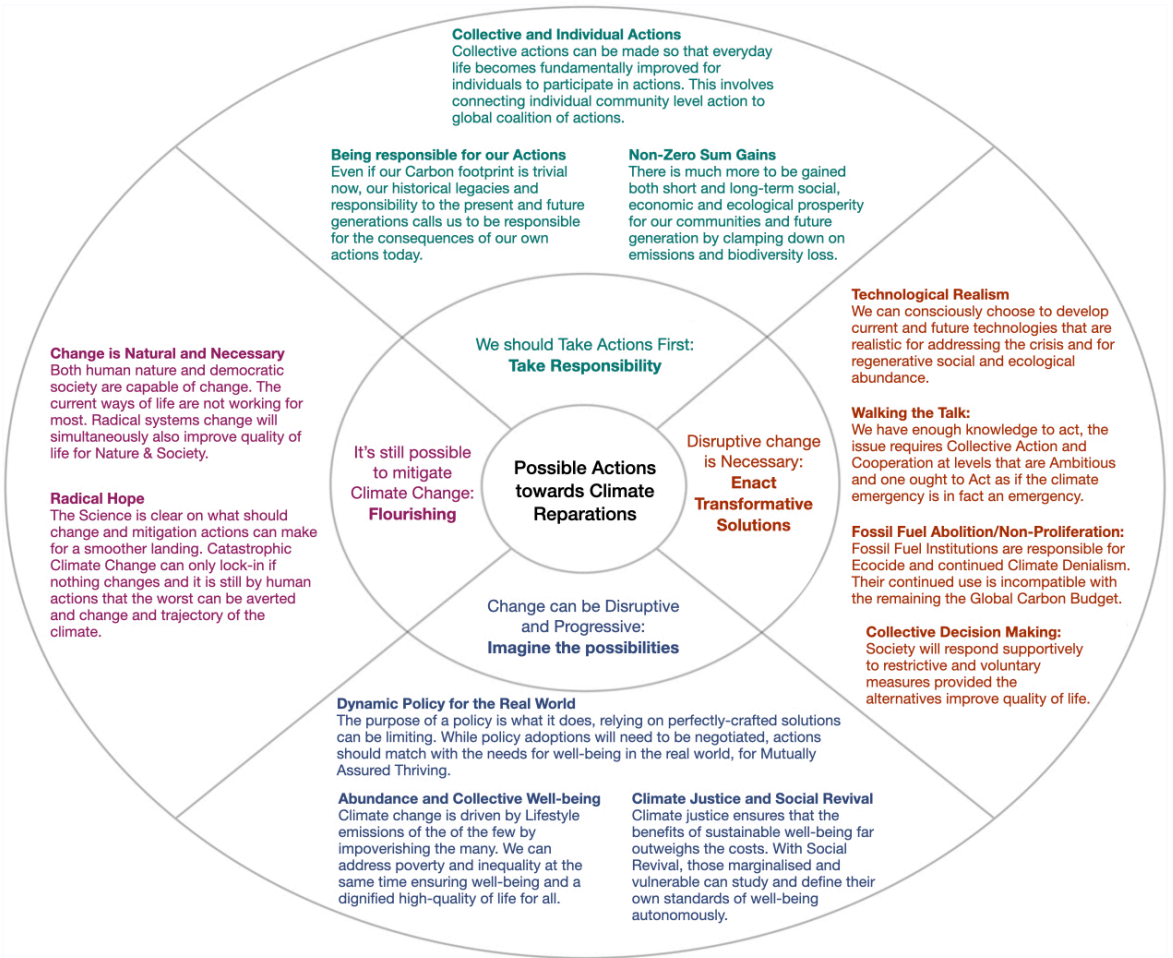 Collective and Individual Actions
Collective actions can be made so that everyday
life becomes fundamentally improved for
individuals to participate in actions. This involves
connecting individual community level action to
global coalition of actions.
Being responsible for our Actions
Even if our Carbon footprint is trivial
now, our historical legacies and
responsibility to the present and future
generations calls us to be responsible
for the consequences of our own
actions today.
Non-Zero Sum Gains
There is much more to be gained
both short and long-term social,
economic and ecological prosperity
for our communities and future
generation by clamping down on
emissions and biodiversity loss.
We should Take Actions First:
Take Responsibility
Change is Natural and Necessary
Both human nature and democratic
society are capable of change. The
current ways of life are not working for
most. Radical systems change will
simultaneously also improve quality of
life for Nature & Society.
Radical Hope
The Science is clear on what should
change and mitigation actions can make
for a smoother landing. Catastrophic
Climate Change can only lock-in if
nothing changes and it is still by human
actions that the worst can be averted
and change and trajectory of the
climate.
It's still possible
to mitigate
Climate Change:
Flourishing
Possible Actions
towards Climate
Reparations
Disruptive change
is Necessary:
Enact
Transformative
Solutions
Technological Realism
We can consciously choose to develop
current and future technologies that are
realistic for addressing the crisis and for
regenerative social and ecological
abundance.
Walking the Talk:
We have enough knowledge to act, the
issue requires Collective Action and
Cooperation at levels that are Ambitious
and one ought to Act as if the climate
emergency is in fact an emergency.
Fossil Fuel Abolition/Non-Proliferation:
Fossil Fuel Institutions are responsible for
Ecocide and continued Climate Denialism.
Their continued use is incompatible with
the remaining the Global Carbon Budget.
Collective Decision Making:
Society will respond supportively
to restrictive and voluntary
measures provided the
alternatives improve quality of life.
Change can be Disruptive
and Progressive:
Imagine the possibilities
Dynamic Policy for the Real World
The purpose of a policy is what it does, relying on perfectly-crafted solutions
can be limiting. While policy adoptions will need to be negotiated, actions
should match with the needs for well-being in the real world, for Mutually
Assured Thriving.
Abundance and Collective Well-being
Climate change is driven by Lifestyle
emissions of the of the few by
impoverishing the many. We can
address poverty and inequality at the
same time ensuring well-being and a
dignified high-quality of life for all.
Climate Justice and Social Revival
Climate justice ensures that the
benefits of sustainable well-being far
outweighs the costs. With Social
Revival, those marginalised and
vulnerable can study and define their
own standards of well-being
autonomously.